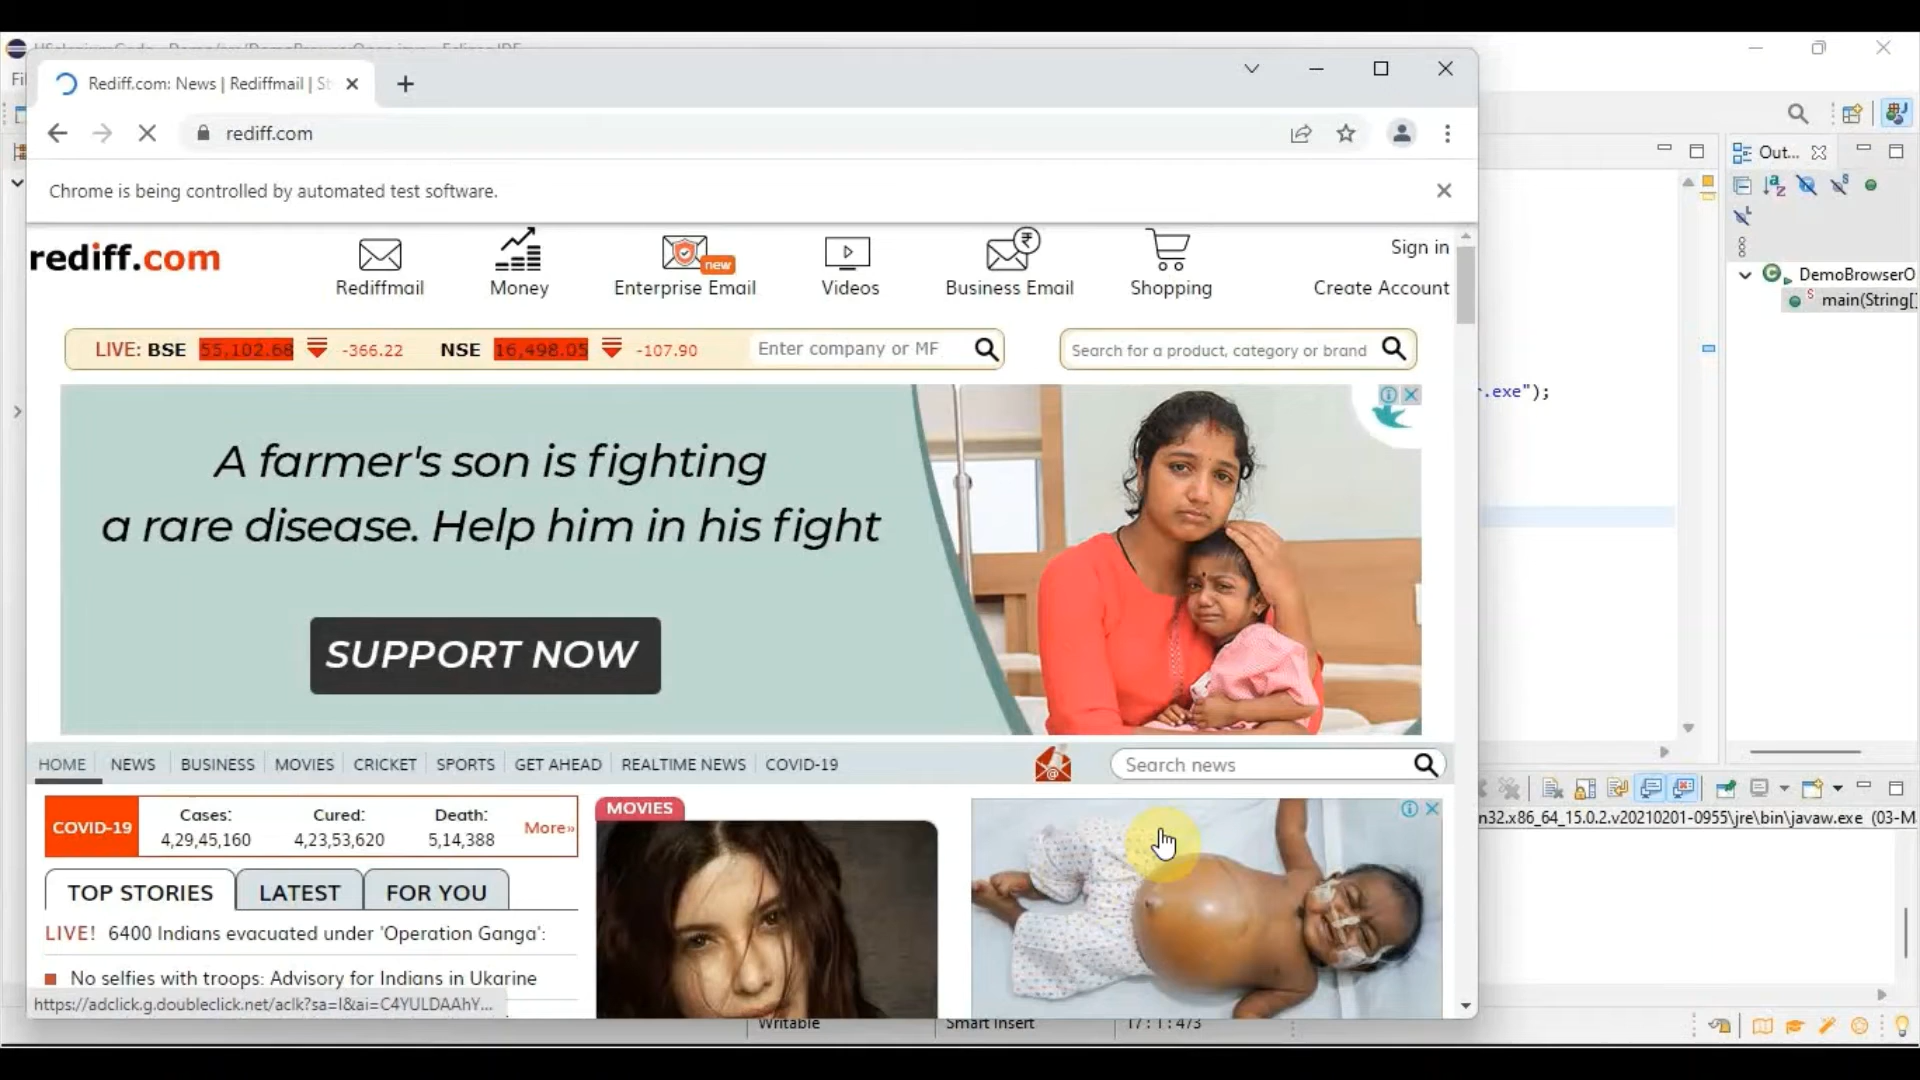 Rediff.com: News | Rediffmail | St
rediff.com
Chrome is being controlled by automated test software.
rediff.com
Rediffmail
Money
new
Enterprise Email
Videos
Business Email
Shopping
Sign in
Create Account
LIVE: BSE 55,102.68 -366.22 NSE 16,498.05 -107.90 Enter company or MF
Search for a product, category or brand
A farmer's son is fighting
a rare disease. Help him in his fight
SUPPORT NOW
HOME NEWS BUSINESS MOVIES CRICKET SPORTS GET AHEAD REALTIME NEWS COVID-19
Search news
COVID-19
Cases: Cured: Death:
4,29,45,160 4,23,53,620 5,14,388
More»
MOVIES
TOP STORIES LATEST FOR YOU
LIVE! 6400 Indians evacuated under 'Operation Ganga':
No selfies with troops: Advisory for Indians in Ukarine
https://adclick.g.doubleclick.net/aclk?sa=l&ai=C4YULDAAhY...
Out...
DemoBrowserO
main(String[]
.exe");
n32.x86_64_15.0.2.v20210201-0955\jre\bin\javaw.exe (03-M
Writable
Smart Insert
17:1:473